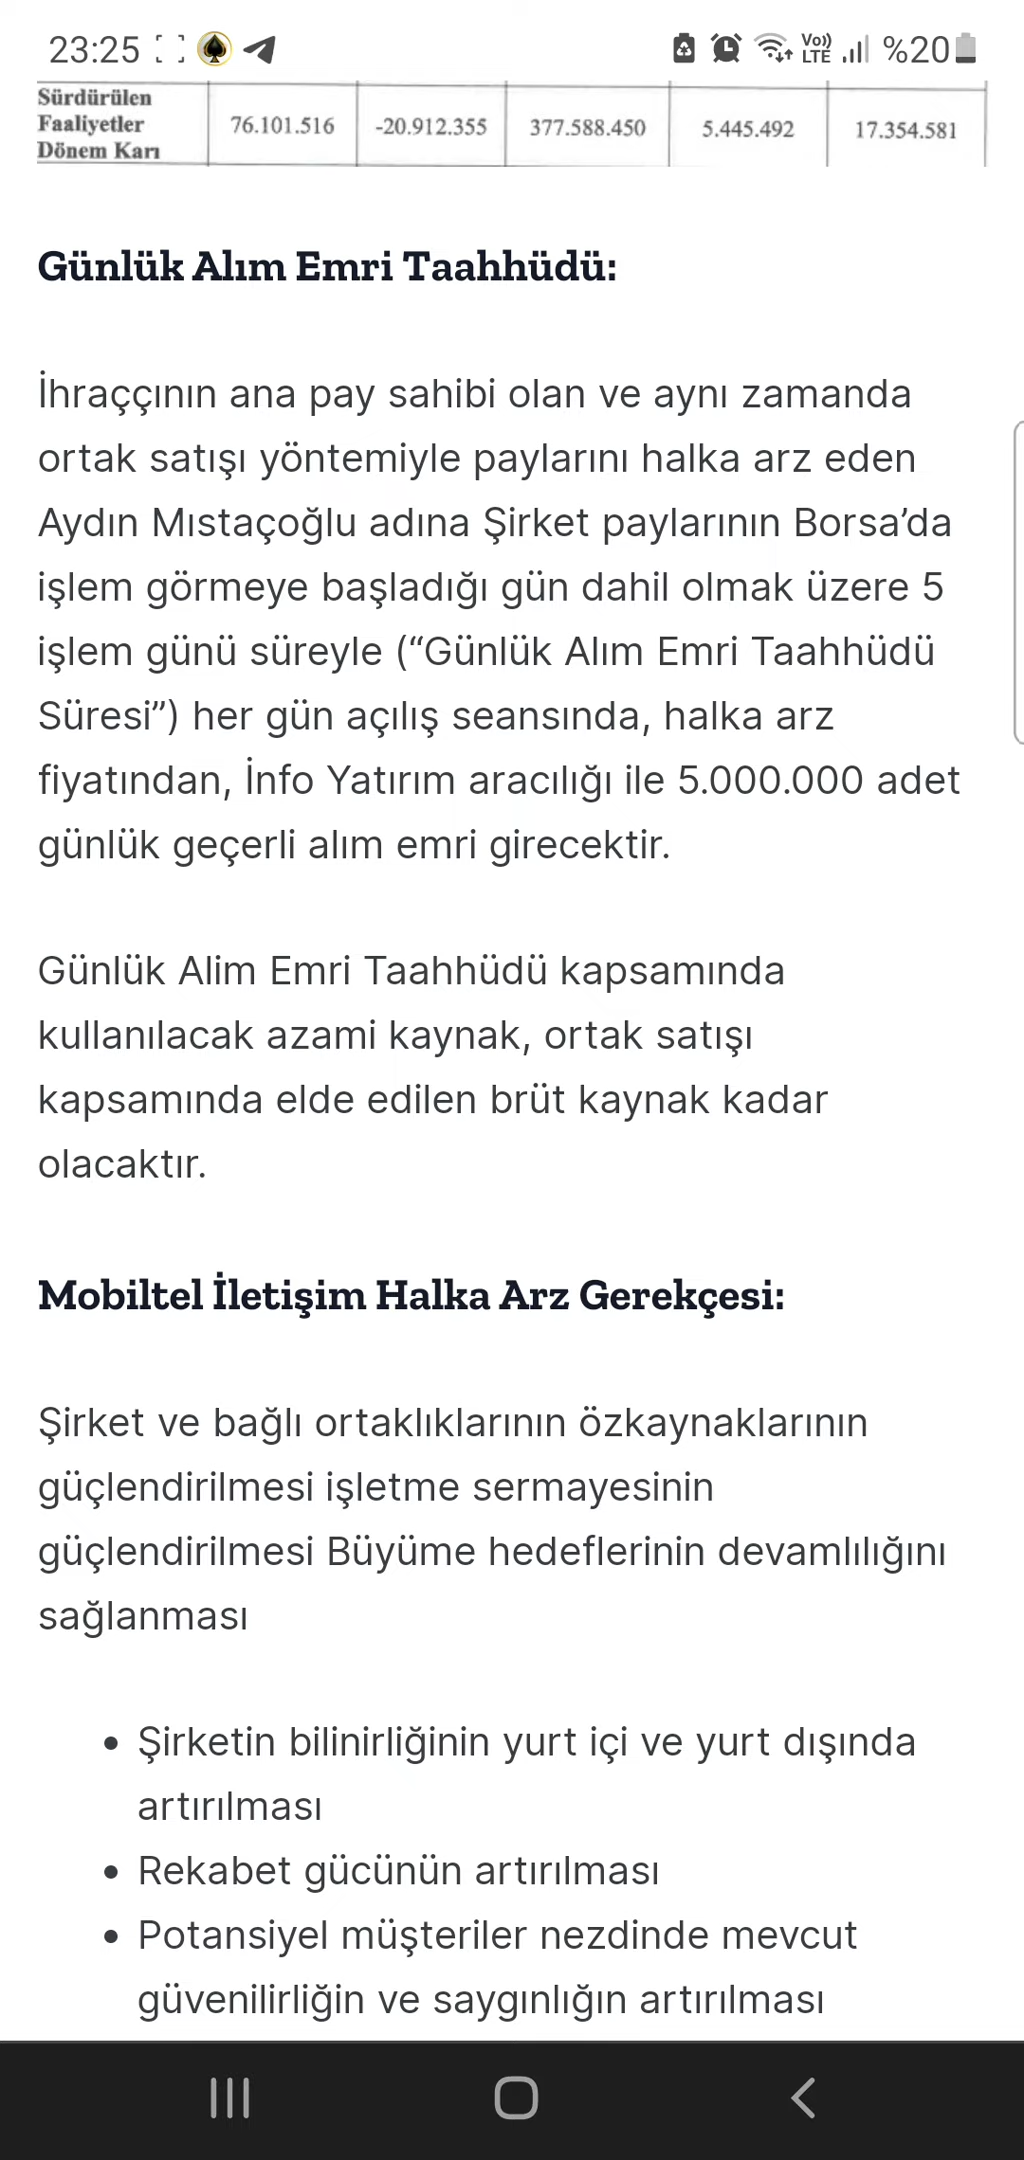 23:25 Vo)) LTE %20
Sürdürülen
Faaliyetler
Dönem Karı
76.101.516 -20.912.355 377.588.450 5.445.492 17.354.581
Günlük Alım Emri Taahhüdü:
İhraççının ana pay sahibi olan ve aynı zamanda
ortak satışı yöntemiyle paylarını halka arz eden
Aydın Mıstaçoğlu adına Şirket paylarının Borsa’da
işlem görmeye başladığı gün dahil olmak üzere 5
işlem günü süreyle (“Günlük Alım Emri Taahhüdü
Süresi”) her gün açılış seansında, halka arz
fiyatından, İnfo Yatırım aracılığı ile 5.000.000 adet
günlük geçerli alım emri girecektir.
Günlük Alim Emri Taahhüdü kapsamında
kullanılacak azami kaynak, ortak satışı
kapsamında elde edilen brüt kaynak kadar
olacaktır.
Mobiltel İletişim Halka Arz Gerekçesi:
Şirket ve bağlı ortaklıklarının özkaynaklarının
güçlendirilmesi işletme sermayesinin
güçlendirilmesi Büyüme hedeflerinin devamlılığını
sağlanması
• Şirketin bilinirliğinin yurt içi ve yurt dışında
artırılması
• Rekabet gücünün artırılması
• Potansiyel müşteriler nezdinde mevcut
güvenilirliğin ve saygınlığın artırılması